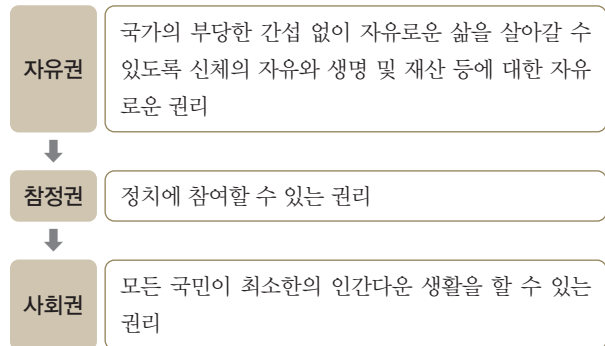 자유권
국가의 부당한 간섭 없이 자유로운 삶을 살아갈 수
있도록 신체의 자유와 생명 및 재산 등에 대한 자유
로운 권리
참정권
정치에 참여할 수 있는 권리
사회권
모든 국민이 최소한의 인간다운 생활을 할 수 있는
권리